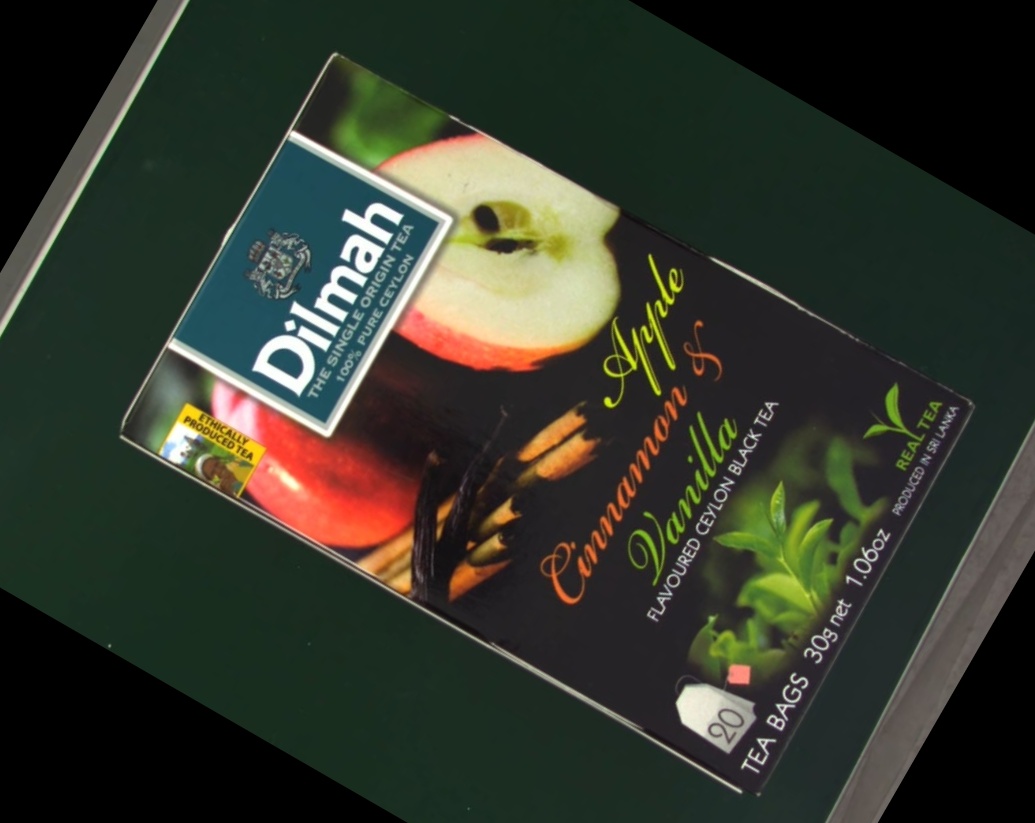 Dilmah
THE SINGLE ORIGIN TEA
100% PURE CEYLON
ETHICALLY
PRODUCED TEA
Apple
Cinnamon &
Vanilla
FLAVOURED CEYLON BLACK TEA
REAL TEA
PRODUCED IN SRI LANKA
20
TEA BAGS 30g net 1.06oz